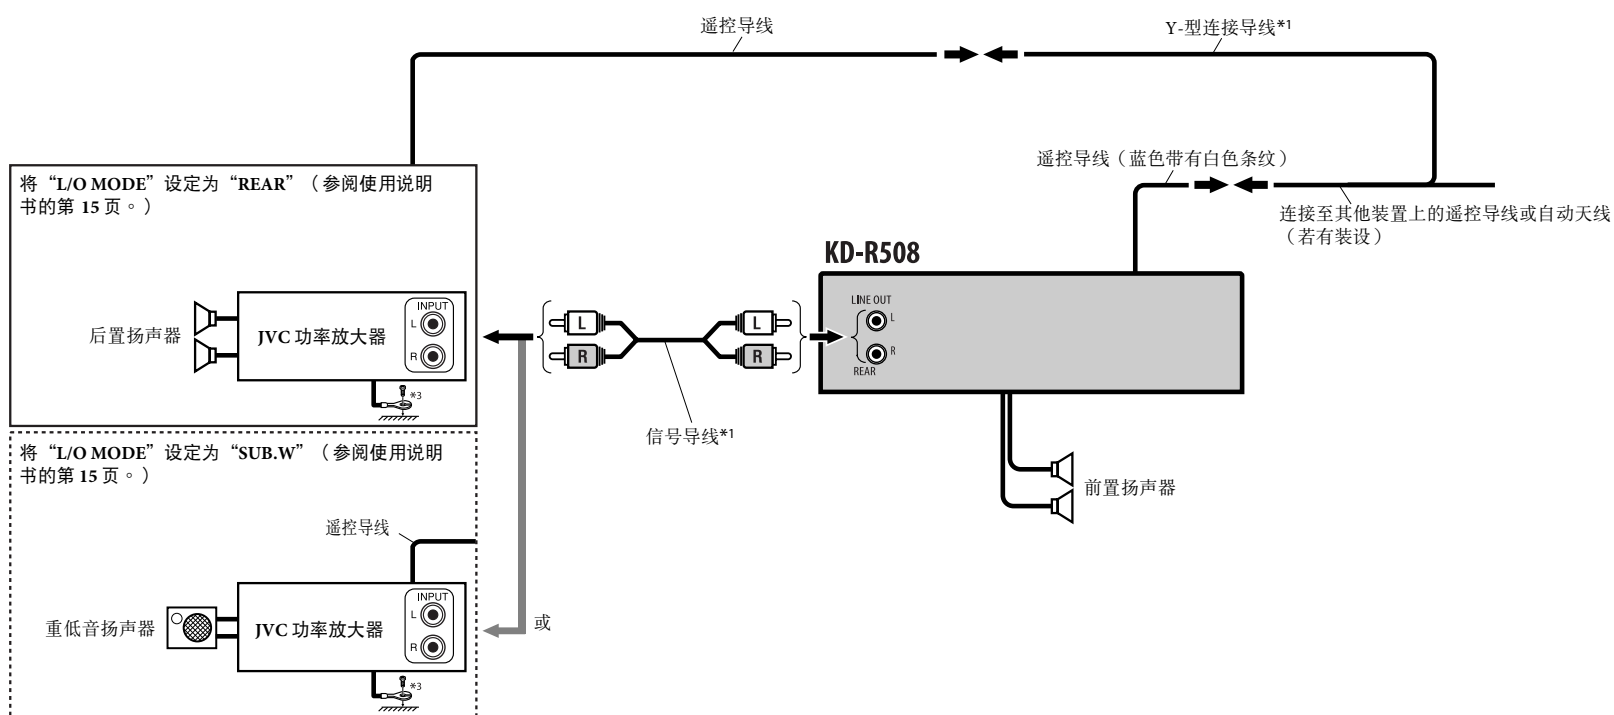 遥控导线
Y-型连接导线*1
遥控导线（蓝色带有白色条纹）
连接至其他装置上的遥控导线或自动天线
（若有装设）
将“L/O MODE”设定为“REAR”（参阅使用说明
书的第 15 页。）
后置扬声器
JVC 功率放大器
INPUT
L
R
*3
L
R
L
R
信号导线*1
KD-R508
LINE OUT
L
R
REAR
前置扬声器
将“L/O MODE”设定为“SUB.W”（参阅使用说明
书的第 15 页。）
遥控导线
重低音扬声器
JVC 功率放大器
INPUT
L
R
*3
或